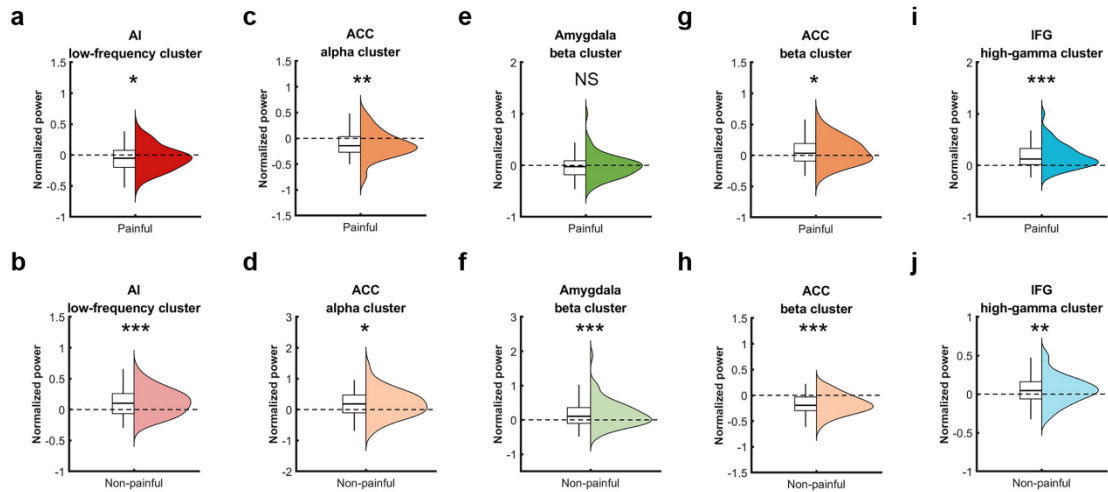 a
AI
low-frequency cluster
*
Normalized power
1.5
1
0.5
0
-0.5
-1
Painful
c
ACC
alpha cluster
**
Normalized power
1.5
1
0.5
0
-0.5
-1
-1.5
Painful
e
Amygdala
beta cluster
NS
Normalized power
2
1
0
-1
Painful
g
ACC
beta cluster
*
Normalized power
1.5
1
0.5
0
-0.5
-1
Painful
i
IFG
high-gamma cluster
***
Normalized power
2
1
0
-1
Painful
b
AI
low-frequency cluster
***
Normalized power
1.5
1
0.5
0
-0.5
-1
Non-painful
d
ACC
alpha cluster
*
Normalized power
3
2
1
0
-1
-2
Non-painful
f
Amygdala
beta cluster
***
Normalized power
3
2
1
0
-1
Non-painful
h
ACC
beta cluster
***
Normalized power
1.5
1
0.5
0
-0.5
-1
-1.5
Non-painful
j
IFG
high-gamma cluster
**
Normalized power
1
0.5
0
-0.5
-1
Non-painful